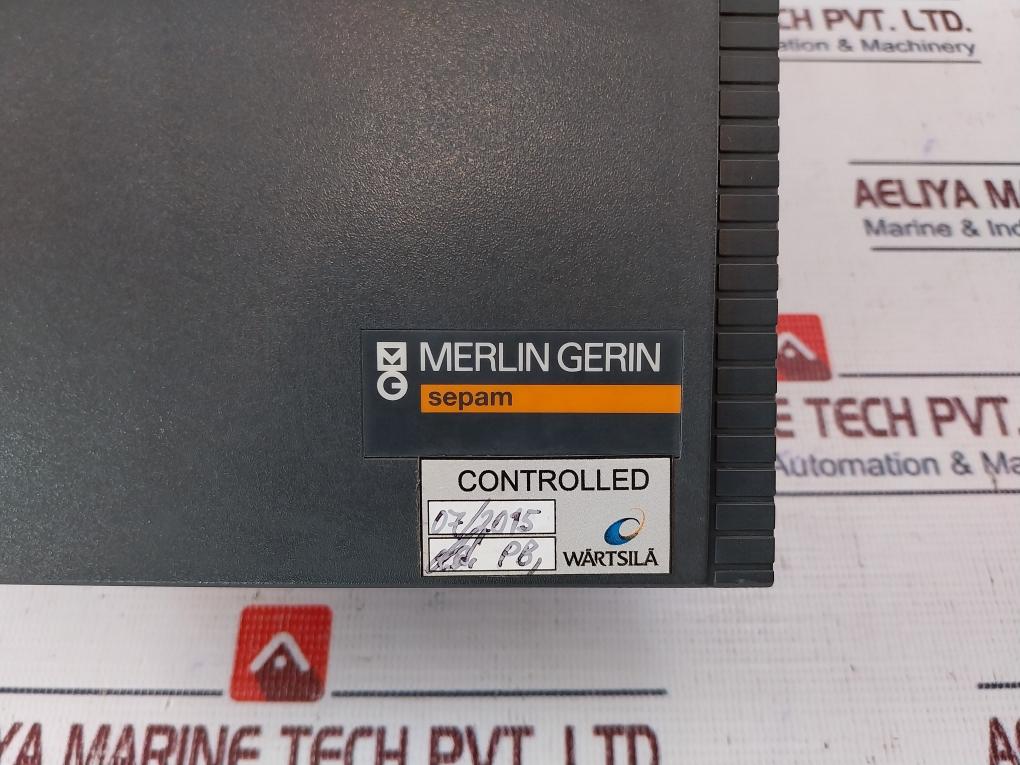 CH PVT. LTD.
ation & Machinery
AELIYA MA
Marine & Ind
MERLIN GERIN
sepam
E TECH PVT.
Automation & Ma
CONTROLLED
07/2015
PB,
WÄRTSILÄ
YA MARINE TECH PVT. LTD